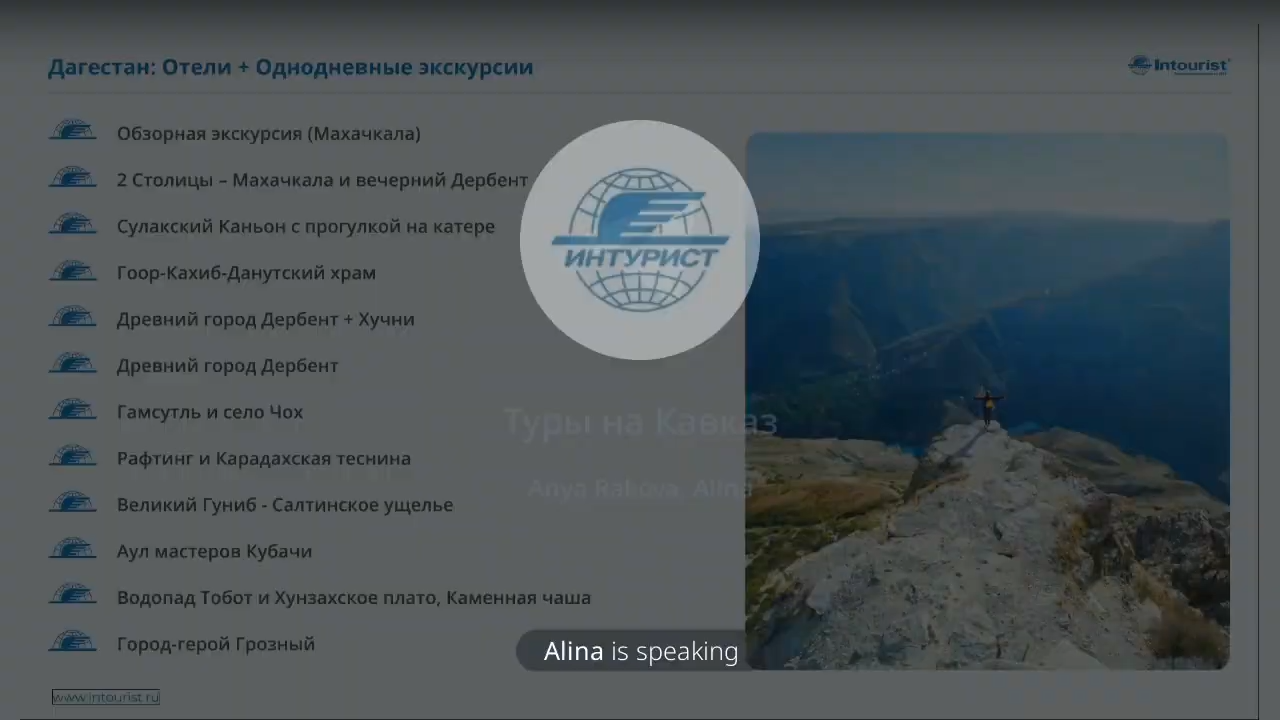 Дагестан: Отели + Однодневные экскурсии
Intourist
Обзорная экскурсия (Махачкала)
2 Столицы – Махачкала и вечерний Дербент
Сулакский Каньон с прогулкой на катере
ИНТУРИСТ
Гоор-Кахиб-Данутский храм
Древний город Дербент + Хучни
Древний город Дербент
Гамсутль и село Чох
Туры на Кавказ
Рафтинг и Карадахская теснина
Anya Rakova, Alina
Великий Гуниб - Салтинское ущелье
Аул мастеров Кубачи
Водопад Тобот и Хунзахское плато, Каменная чаша
Город-герой Грозный
Alina is speaking
www.intourist.ru